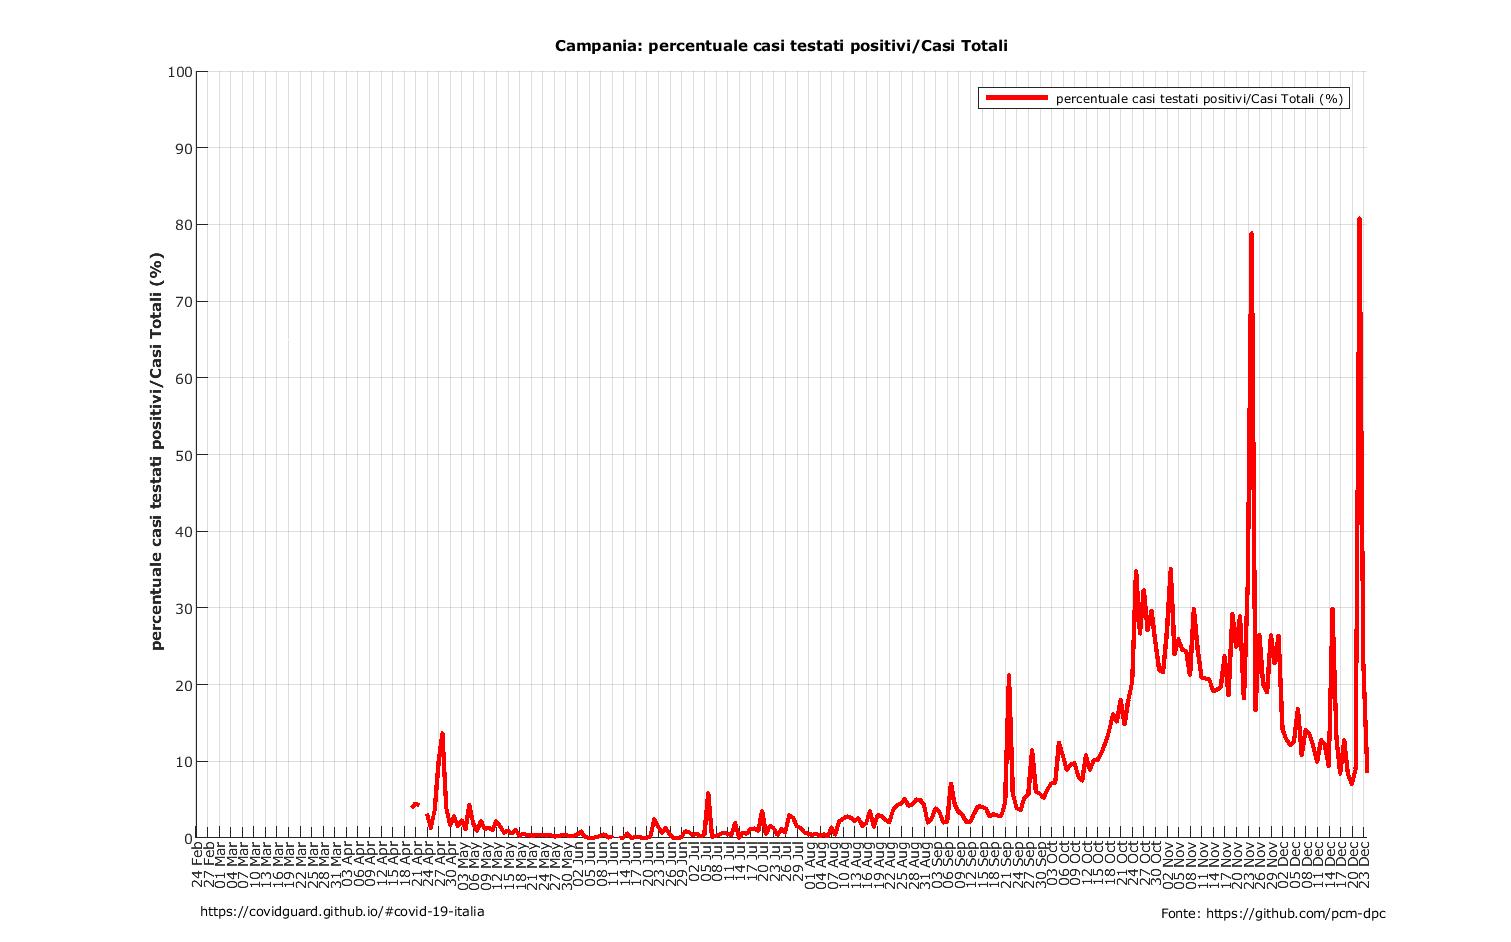 Campania: percentuale casi testati positivi/Casi Totali
percentuale casi testati positivi/Casi Totali (%)
percentuale casi testati positivi/Casi Totali (%)
100
90
80
70
60
50
40
30
20
10
0
24 Feb
27 Feb
01 Mar
04 Mar
07 Mar
10 Mar
13 Mar
16 Mar
19 Mar
22 Mar
25 Mar
28 Mar
31 Mar
03 Apr
06 Apr
09 Apr
12 Apr
15 Apr
18 Apr
21 Apr
24 Apr
27 Apr
30 Apr
03 May
06 May
09 May
12 May
15 May
18 May
21 May
24 May
27 May
30 May
02 Jun
05 Jun
08 Jun
11 Jun
14 Jun
17 Jun
20 Jun
23 Jun
26 Jun
29 Jun
02 Jul
05 Jul
08 Jul
11 Jul
14 Jul
17 Jul
20 Jul
23 Jul
26 Jul
29 Jul
01 Aug
04 Aug
07 Aug
10 Aug
13 Aug
16 Aug
19 Aug
22 Aug
25 Aug
28 Aug
31 Aug
03 Sep
06 Sep
09 Sep
12 Sep
15 Sep
18 Sep
21 Sep
24 Sep
27 Sep
30 Sep
03 Oct
06 Oct
09 Oct
12 Oct
15 Oct
18 Oct
21 Oct
24 Oct
27 Oct
30 Oct
02 Nov
05 Nov
08 Nov
11 Nov
14 Nov
17 Nov
20 Nov
23 Nov
26 Nov
29 Nov
02 Dec
05 Dec
08 Dec
11 Dec
14 Dec
17 Dec
20 Dec
23 Dec
https://covidguard.github.io/#covid-19-italia
Fonte: https://github.com/pcm-dpc